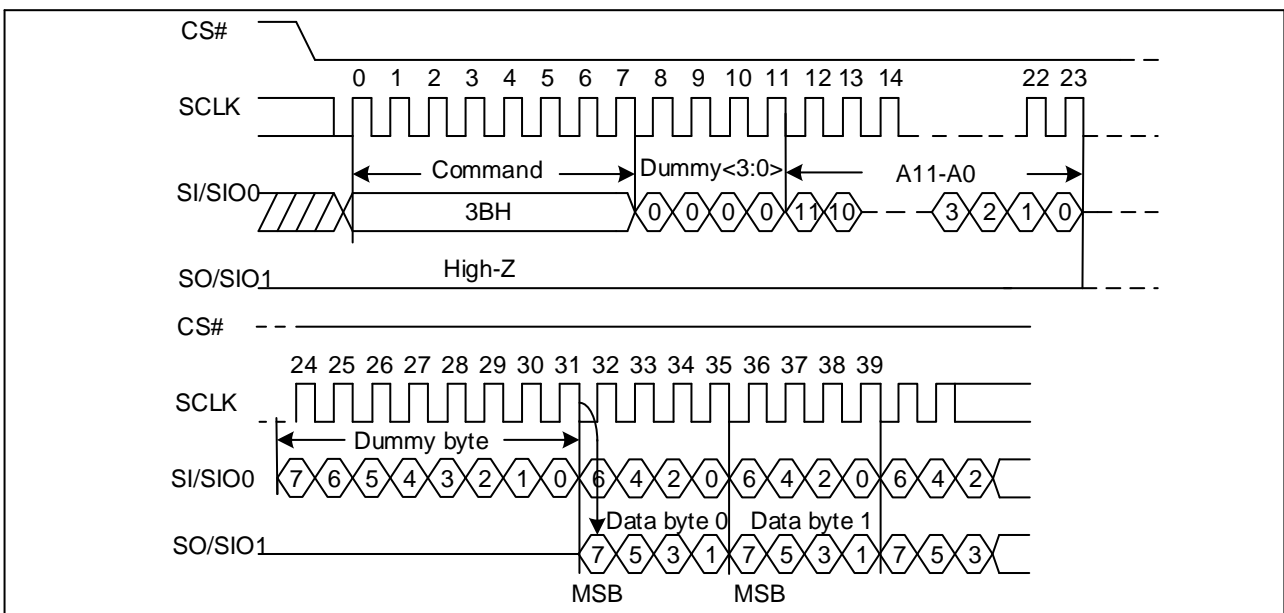 CS#
0 1 2 3 4 5 6 7 8 9 10 11 12 13 14 22 23
SCLK
Command Dummy<3:0> A11-A0
SI/SIO0 3BH 0 0 0 0 11 10 3 2 1 0
High-Z
SO/SIO1
CS#
24 25 26 27 28 29 30 31 32 33 34 35 36 37 38 39
SCLK
Dummy byte
SI/SIO0 7 6 5 4 3 2 1 0 6 4 2 0 6 4 2 0 6 4 2
Data byte 0 Data byte 1
SO/SIO1 7 5 3 1 7 5 3 1 7 5 3
MSB MSB